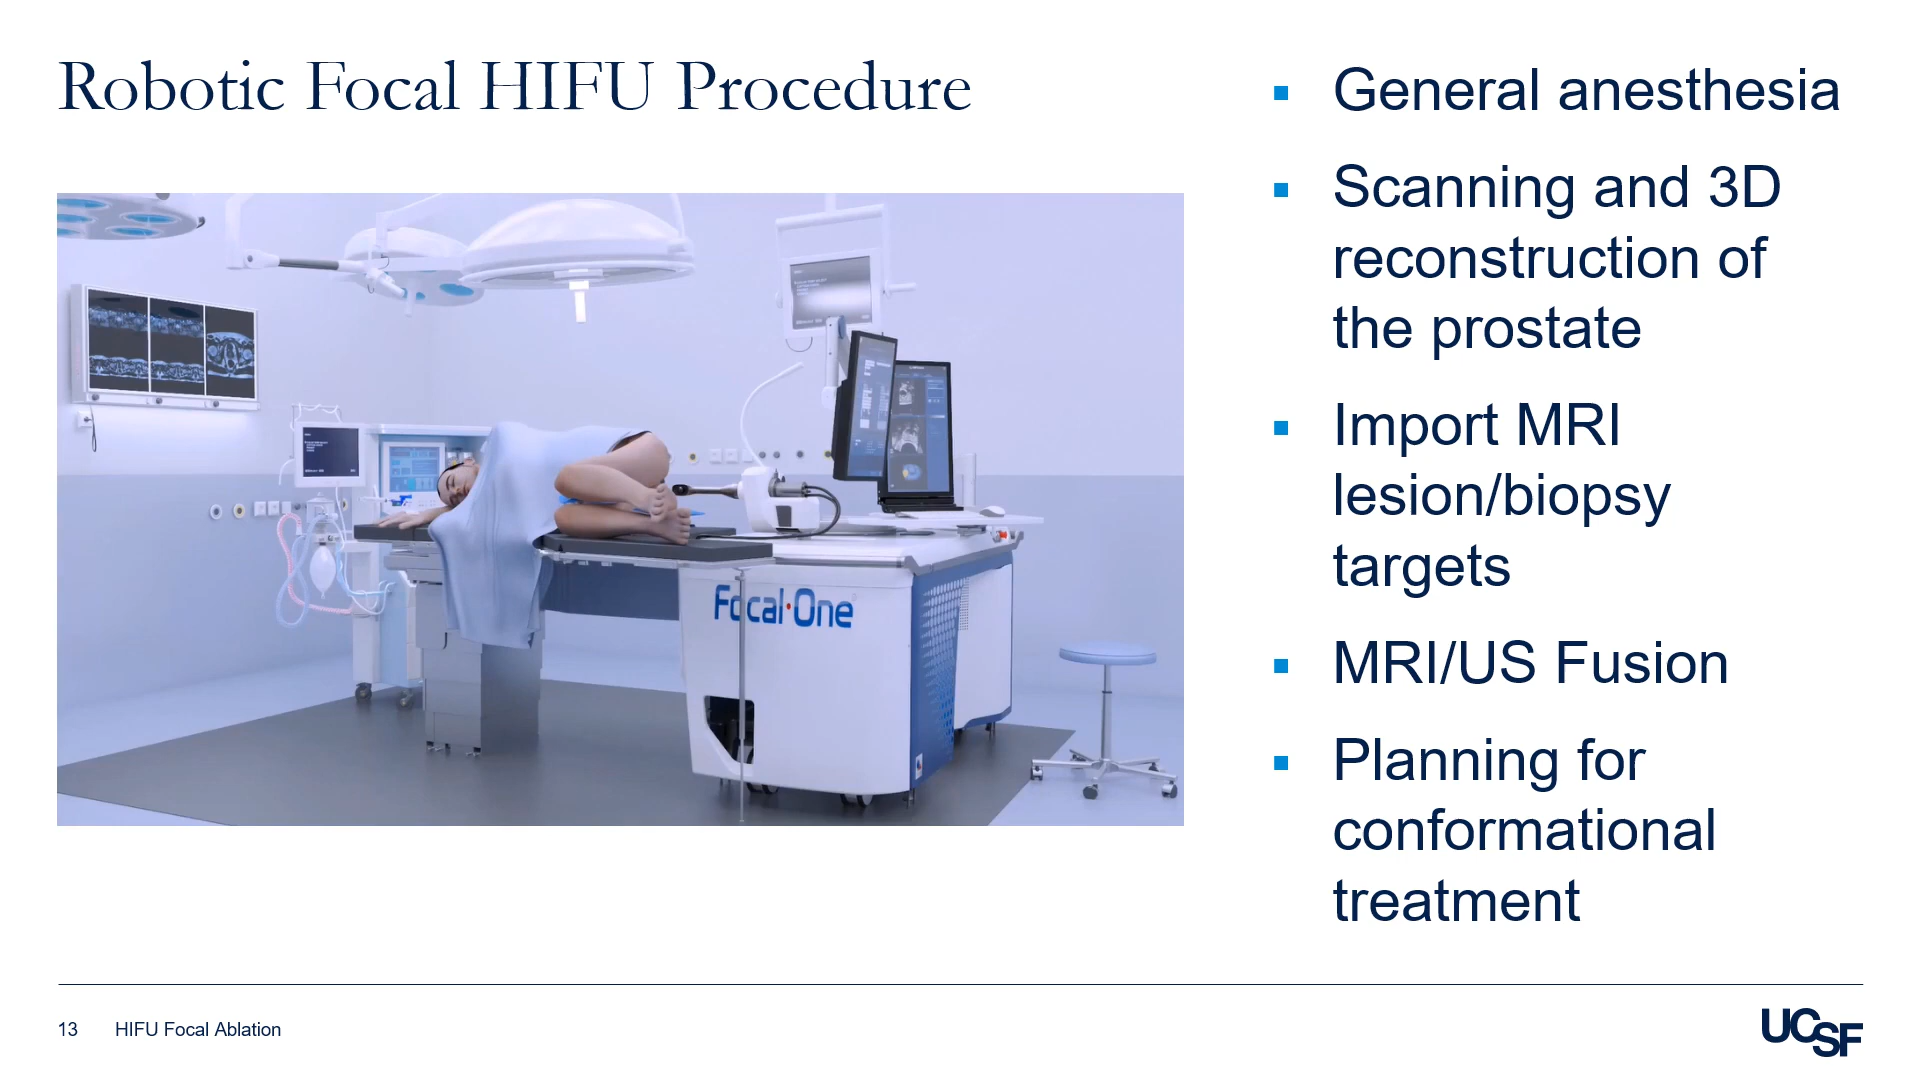 Robotic Focal HIFU Procedure
Focal·One
▪ General anesthesia
▪ Scanning and 3D
reconstruction of
the prostate
▪ Import MRI
lesion/biopsy
targets
▪ MRI/US Fusion
▪ Planning for
conformational
treatment
13 HIFU Focal Ablation
UCSF